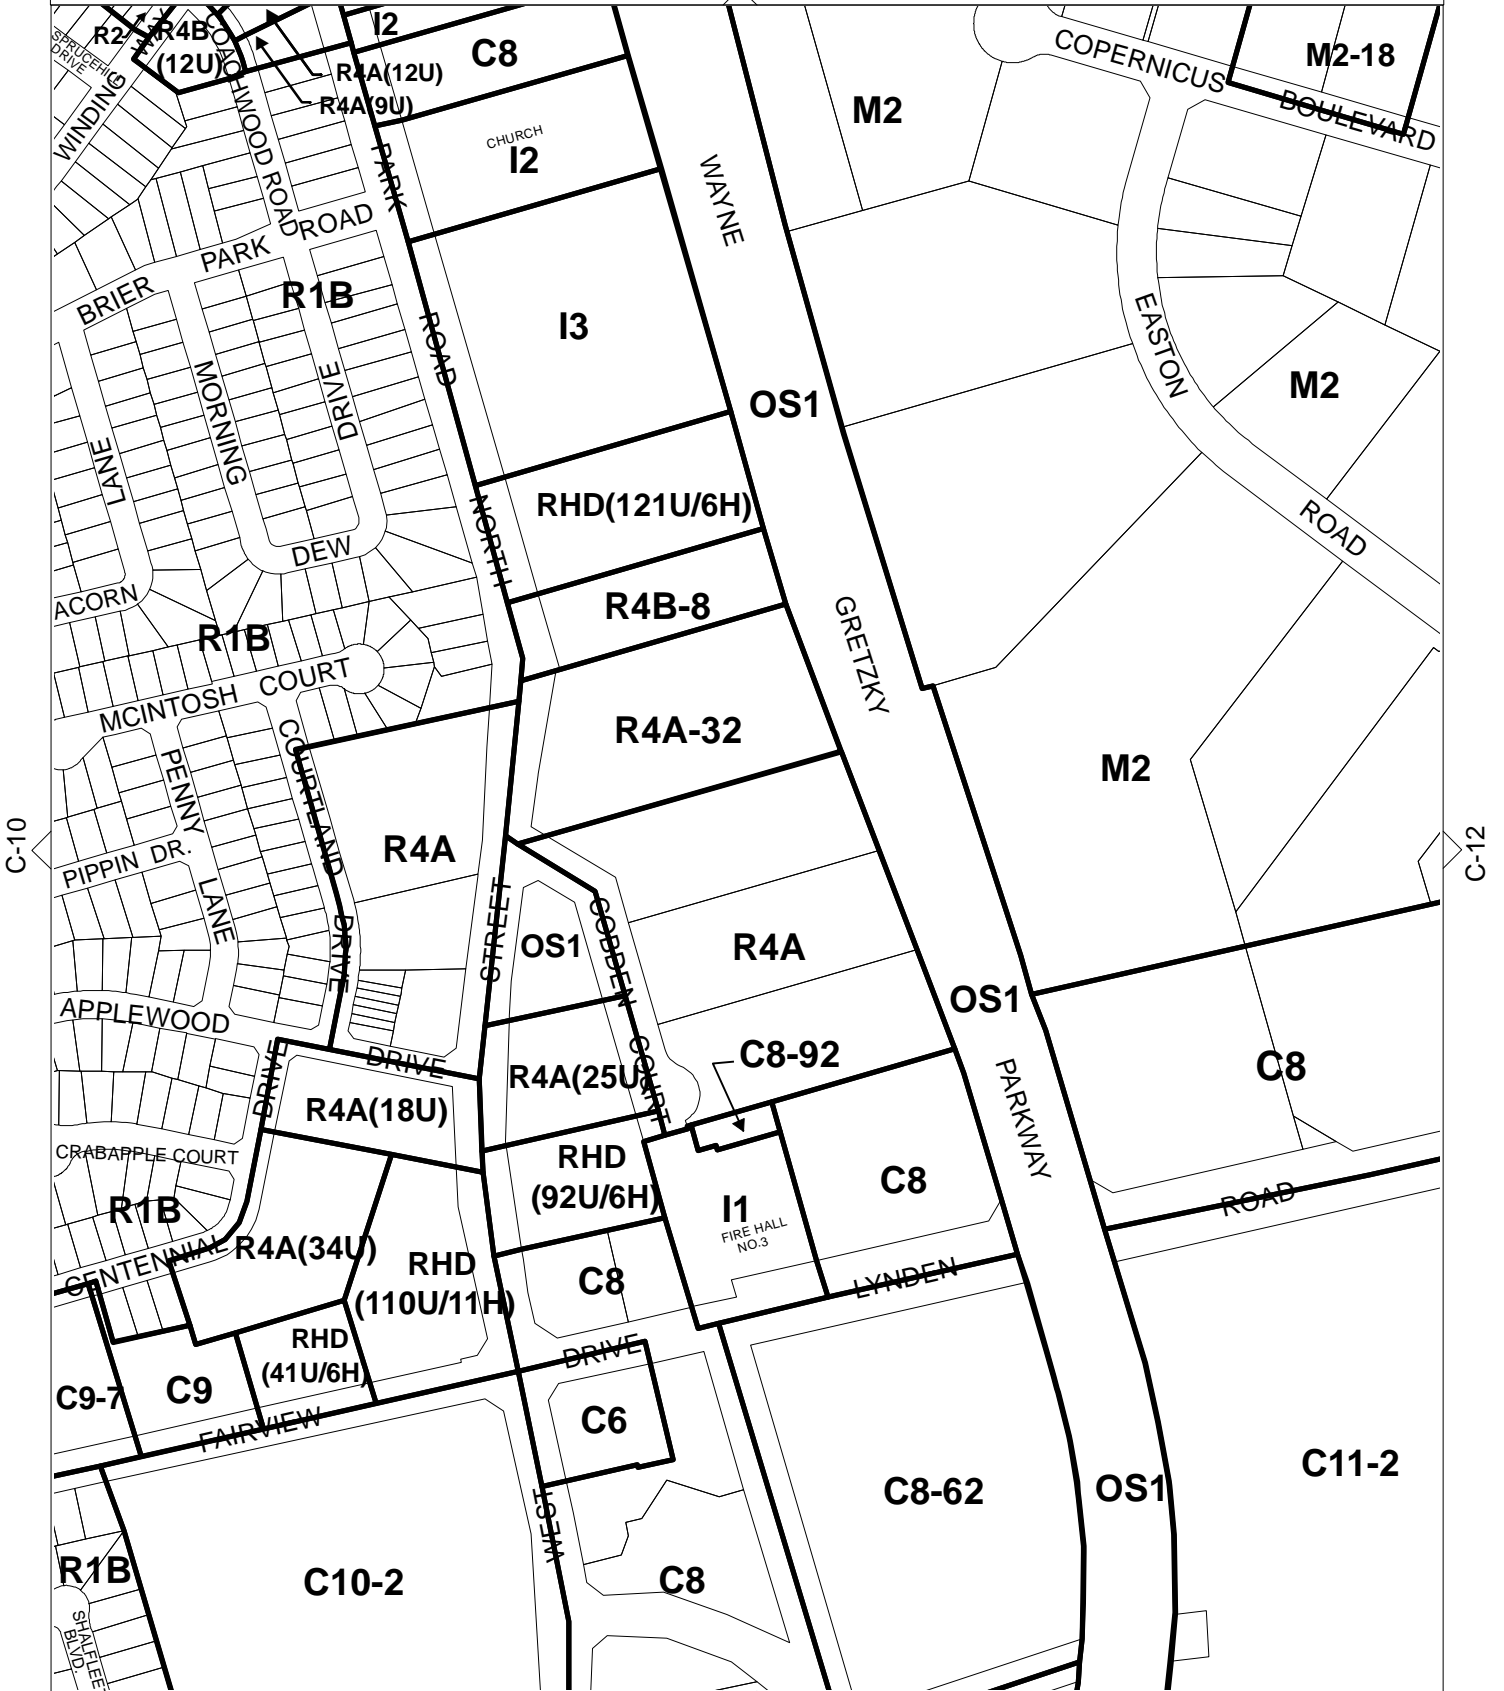 R2
R4B
(12U)
I2
C8
R4A(12U)
R4A(9U)
SPRUCEHILL
DRIVE
WINDING
WAY
COACHWOOD ROAD
CHURCH
I2
PARK
ROAD
NORTH
WAYNE
M2
COPERNICUS
BOULEVARD
M2-18
BRIER
PARK
ROAD
R1B
I3
EASTON
ROAD
M2
OS1
LANE
MORNING
DRIVE
DEW
RHD(121U/6H)
ACORN
R1B
R4B-8
GRETZKY
MCINTOSH COURT
R4A-32
COURTLAND
DRIVE
PENNY
LANE
M2
C-10
PIPPIN DR.
R4A
C-12
STREET
OS1
COBDEN
COURT
R4A
OS1
APPLEWOOD
DRIVE
DRIVE
C8-92
C8
R4A(25U)
PARKWAY
R4A(18U)
CRABAPPLE COURT
R1B
RHD
(92U/6H)
I1
FIRE HALL
NO.3
C8
ROAD
CENTENNIAL
R4A(34U)
RHD
(110U/11H)
C8
LYNDEN
RHD
(41U/6H)
DRIVE
C9-7
C9
FAIRVIEW
C6
C8-62
OS1
C11-2
WEST
R1B
C10-2
C8
BLVD.